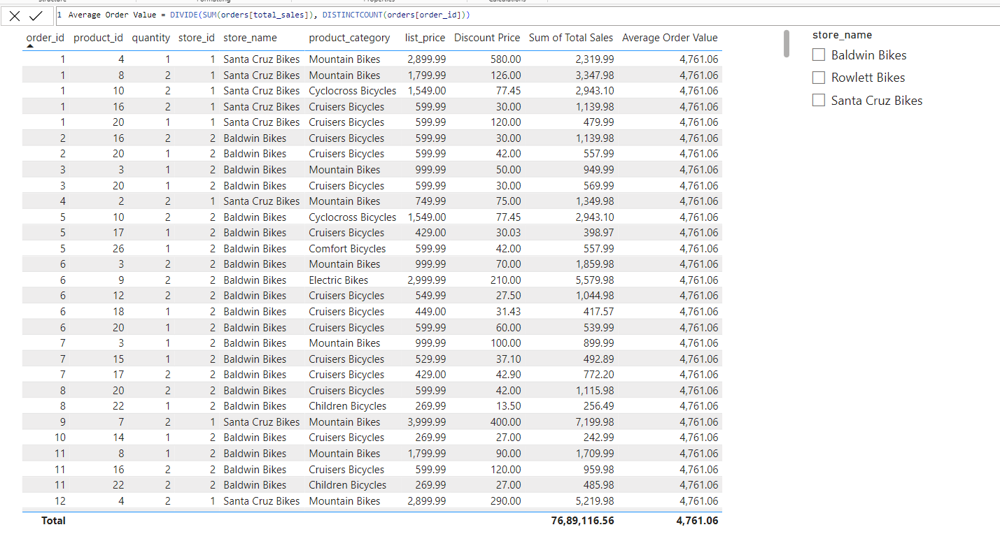 Structure Formatting Properties Calculations
1 Average Order Value = DIVIDE(SUM(orders[total_sales]), DISTINCTCOUNT(orders[order_id]))
order_id product_id quantity store_id store_name product_category list_price Discount Price Sum of Total Sales Average Order Value
1 4 1 1 Santa Cruz Bikes Mountain Bikes 2,899.99 580.00 2,319.99 4,761.06
1 8 2 1 Santa Cruz Bikes Mountain Bikes 1,799.99 126.00 3,347.98 4,761.06
1 10 2 1 Santa Cruz Bikes Cyclocross Bicycles 1,549.00 77.45 2,943.10 4,761.06
1 16 2 1 Santa Cruz Bikes Cruisers Bicycles 599.99 30.00 1,139.98 4,761.06
1 20 1 1 Santa Cruz Bikes Cruisers Bicycles 599.99 120.00 479.99 4,761.06
2 16 2 2 Baldwin Bikes Cruisers Bicycles 599.99 30.00 1,139.98 4,761.06
2 20 1 2 Baldwin Bikes Cruisers Bicycles 599.99 42.00 557.99 4,761.06
3 3 1 2 Baldwin Bikes Mountain Bikes 999.99 50.00 949.99 4,761.06
3 20 1 2 Baldwin Bikes Cruisers Bicycles 599.99 30.00 569.99 4,761.06
4 2 2 1 Santa Cruz Bikes Mountain Bikes 749.99 75.00 1,349.98 4,761.06
5 10 2 2 Baldwin Bikes Cyclocross Bicycles 1,549.00 77.45 2,943.10 4,761.06
5 17 1 2 Baldwin Bikes Cruisers Bicycles 429.00 30.03 398.97 4,761.06
5 26 1 2 Baldwin Bikes Comfort Bicycles 599.99 42.00 557.99 4,761.06
6 3 2 2 Baldwin Bikes Mountain Bikes 999.99 70.00 1,859.98 4,761.06
6 9 2 2 Baldwin Bikes Electric Bikes 2,999.99 210.00 5,579.98 4,761.06
6 12 2 2 Baldwin Bikes Cruisers Bicycles 549.99 27.50 1,044.98 4,761.06
6 18 1 2 Baldwin Bikes Cruisers Bicycles 449.00 31.43 417.57 4,761.06
6 20 1 2 Baldwin Bikes Cruisers Bicycles 599.99 60.00 539.99 4,761.06
7 3 1 2 Baldwin Bikes Mountain Bikes 999.99 100.00 899.99 4,761.06
7 15 1 2 Baldwin Bikes Cruisers Bicycles 529.99 37.10 492.89 4,761.06
7 17 2 2 Baldwin Bikes Cruisers Bicycles 429.00 42.90 772.20 4,761.06
8 20 2 2 Baldwin Bikes Cruisers Bicycles 599.99 42.00 1,115.98 4,761.06
8 22 1 2 Baldwin Bikes Children Bicycles 269.99 13.50 256.49 4,761.06
9 7 2 1 Santa Cruz Bikes Mountain Bikes 3,999.99 400.00 7,199.98 4,761.06
10 14 1 2 Baldwin Bikes Cruisers Bicycles 269.99 27.00 242.99 4,761.06
11 8 1 2 Baldwin Bikes Mountain Bikes 1,799.99 90.00 1,709.99 4,761.06
11 16 2 2 Baldwin Bikes Cruisers Bicycles 599.99 120.00 959.98 4,761.06
11 22 2 2 Baldwin Bikes Children Bicycles 269.99 27.00 485.98 4,761.06
12 4 2 1 Santa Cruz Bikes Mountain Bikes 2,899.99 290.00 5,219.98 4,761.06
Total 76,89,116.56 4,761.06
store_name
Baldwin Bikes
Rowlett Bikes
Santa Cruz Bikes